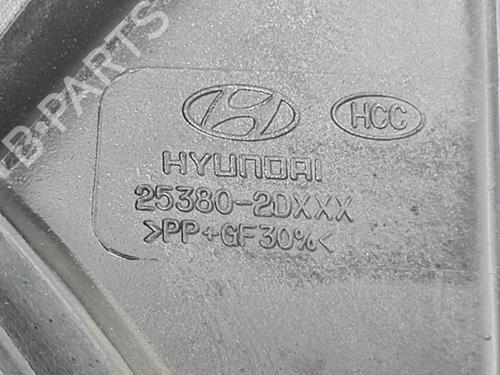 HCC
HYUNDAI
25380-2DXXX
>PP+GF30%<
B-PARTS